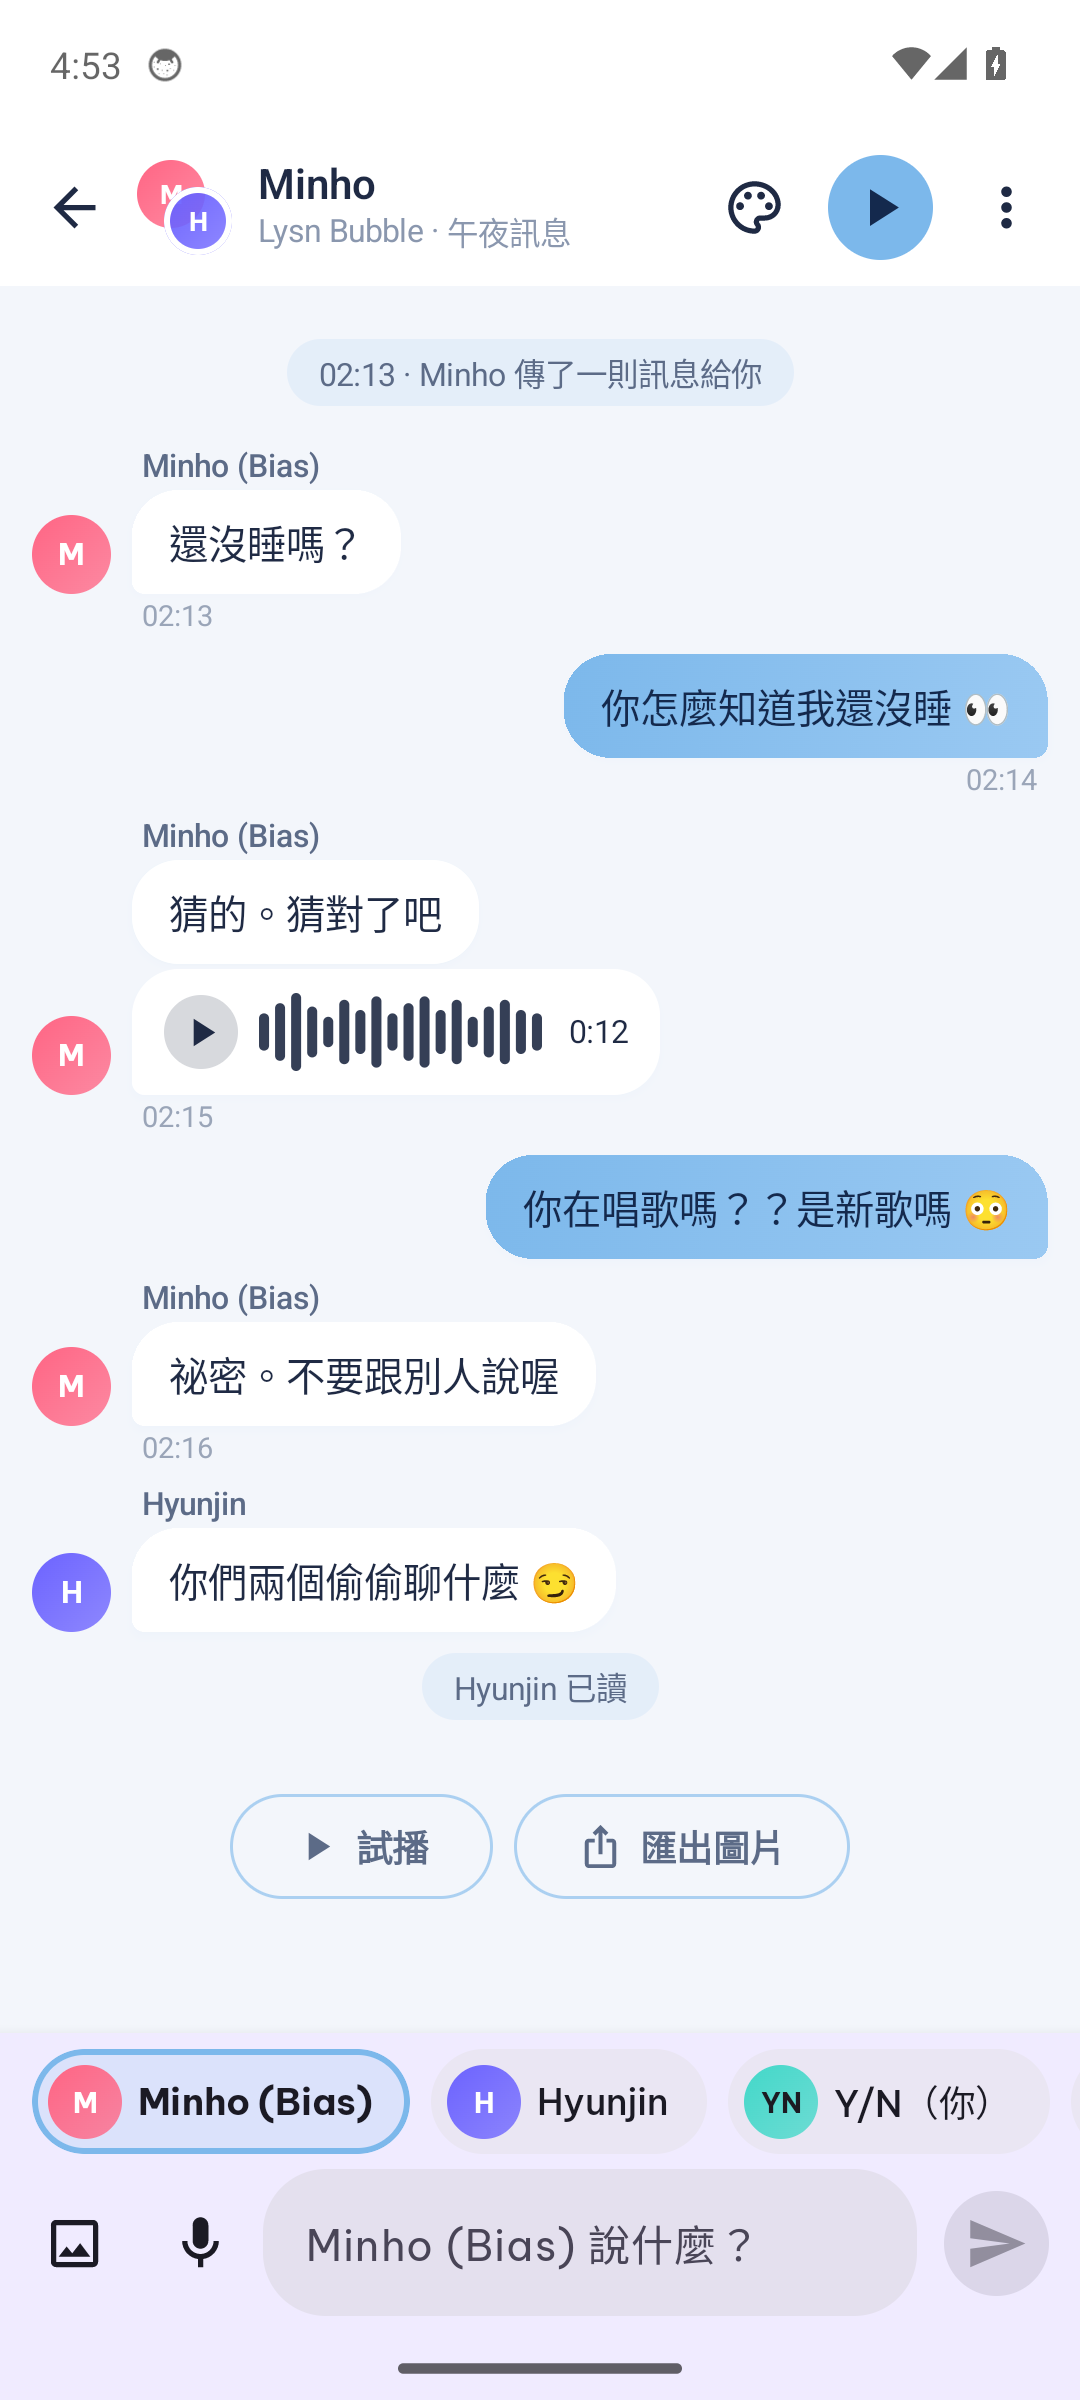 4:53
M
H
Minho
Lysn Bubble · 午夜訊息
02:13 · Minho 傳了一則訊息給你
Minho (Bias)
M
還沒睡嗎？
02:13
你怎麼知道我還沒睡 👀
02:14
Minho (Bias)
猜的。猜對了吧
M
0:12
02:15
你在唱歌嗎？？是新歌嗎 😳
Minho (Bias)
M
祕密。不要跟別人說喔
02:16
Hyunjin
H
你們兩個偷偷聊什麼 😏
Hyunjin 已讀
試播
匯出圖片
M
Minho (Bias)
H
Hyunjin
YN
Y/N（你）
Minho (Bias) 說什麼？